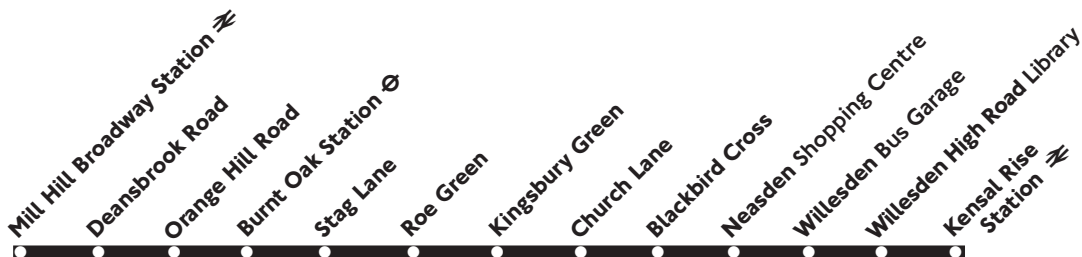 Mill Hill Broadway Station
Deansbrook Road
Orange Hill Road
Burnt Oak Station
Stag Lane
Roe Green
Kingsbury Green
Church Lane
Blackbird Cross
Neasden Shopping Centre
Willesden Bus Garage
Willesden High Road Library
Kensal Rise
Station